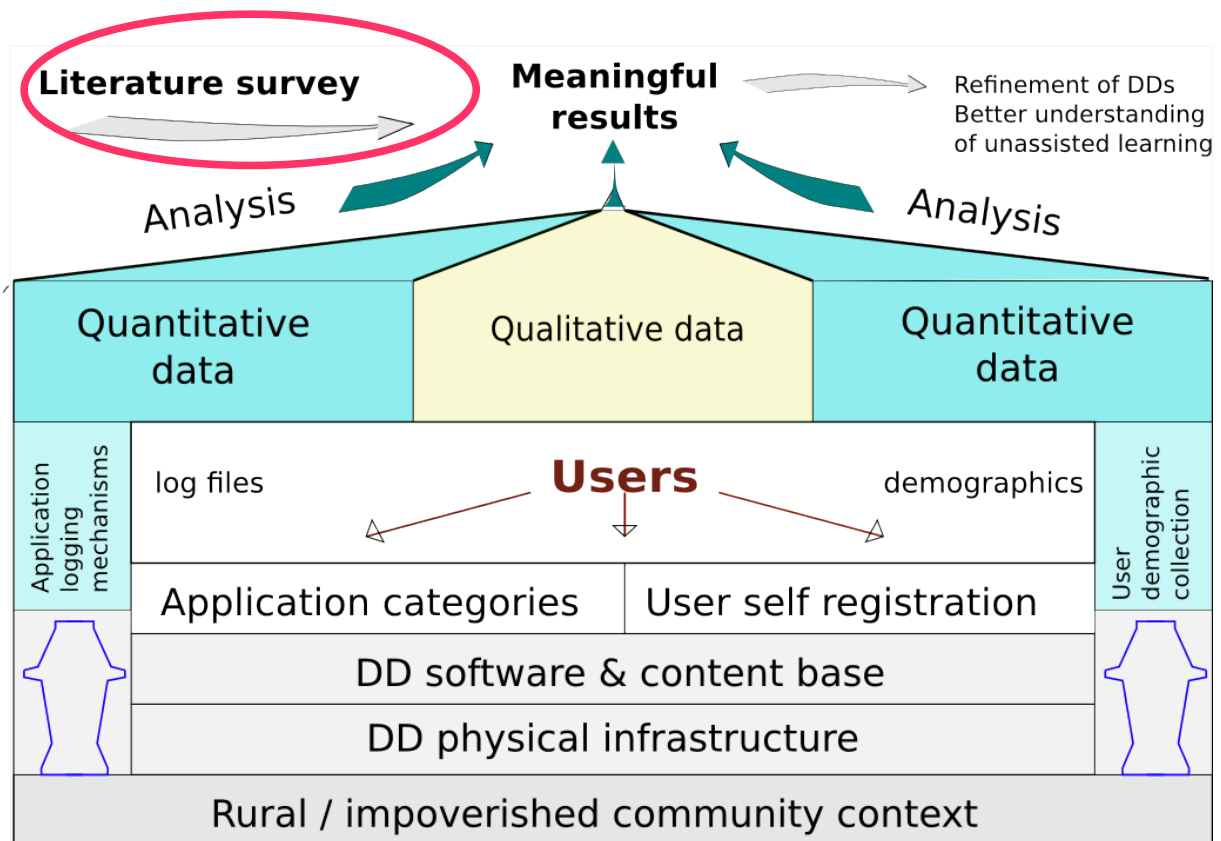 Literature survey
Meaningful
results
Refinement of DDs
Better understanding
of unassisted learning
Analysis
Analysis
Quantitative
data
Qualitative data
Quantitative
data
Application
logging
mechanisms
log files
Users
demographics
User
demographic
collection
Application categories
User self registration
DD software & content base
DD physical infrastructure
Rural / impoverished community context